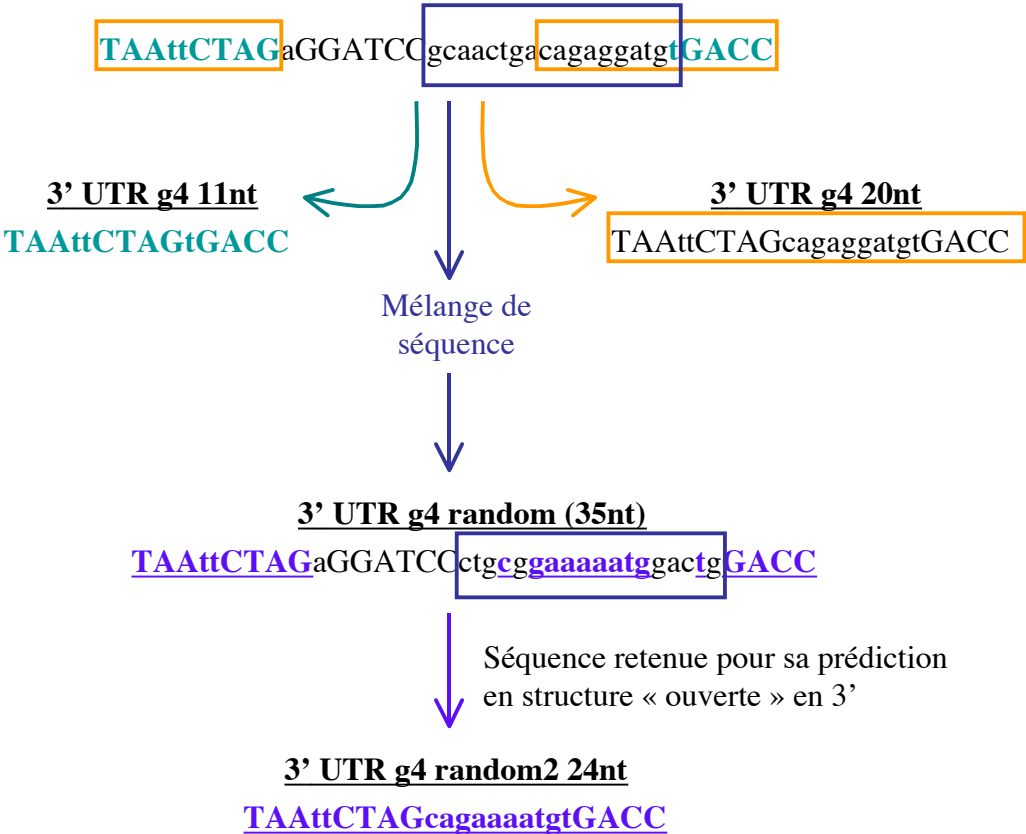 TAAttCTAGaGGATCCgcaactgacagaggatgtGACC
3’ UTR g4 11nt
TAAttCTAGtGACC
3’ UTR g4 20nt
TAAttCTAGcagaggatgtGACC
Mélange de
séquence
3’ UTR g4 random (35nt)
TAAttCTAGaGGATCCctgcggaaaaatggactgGACC
Séquence retenue pour sa prédiction
en structure « ouverte » en 3’
3’ UTR g4 random2 24nt
TAAttCTAGcagaaaatgtGACC